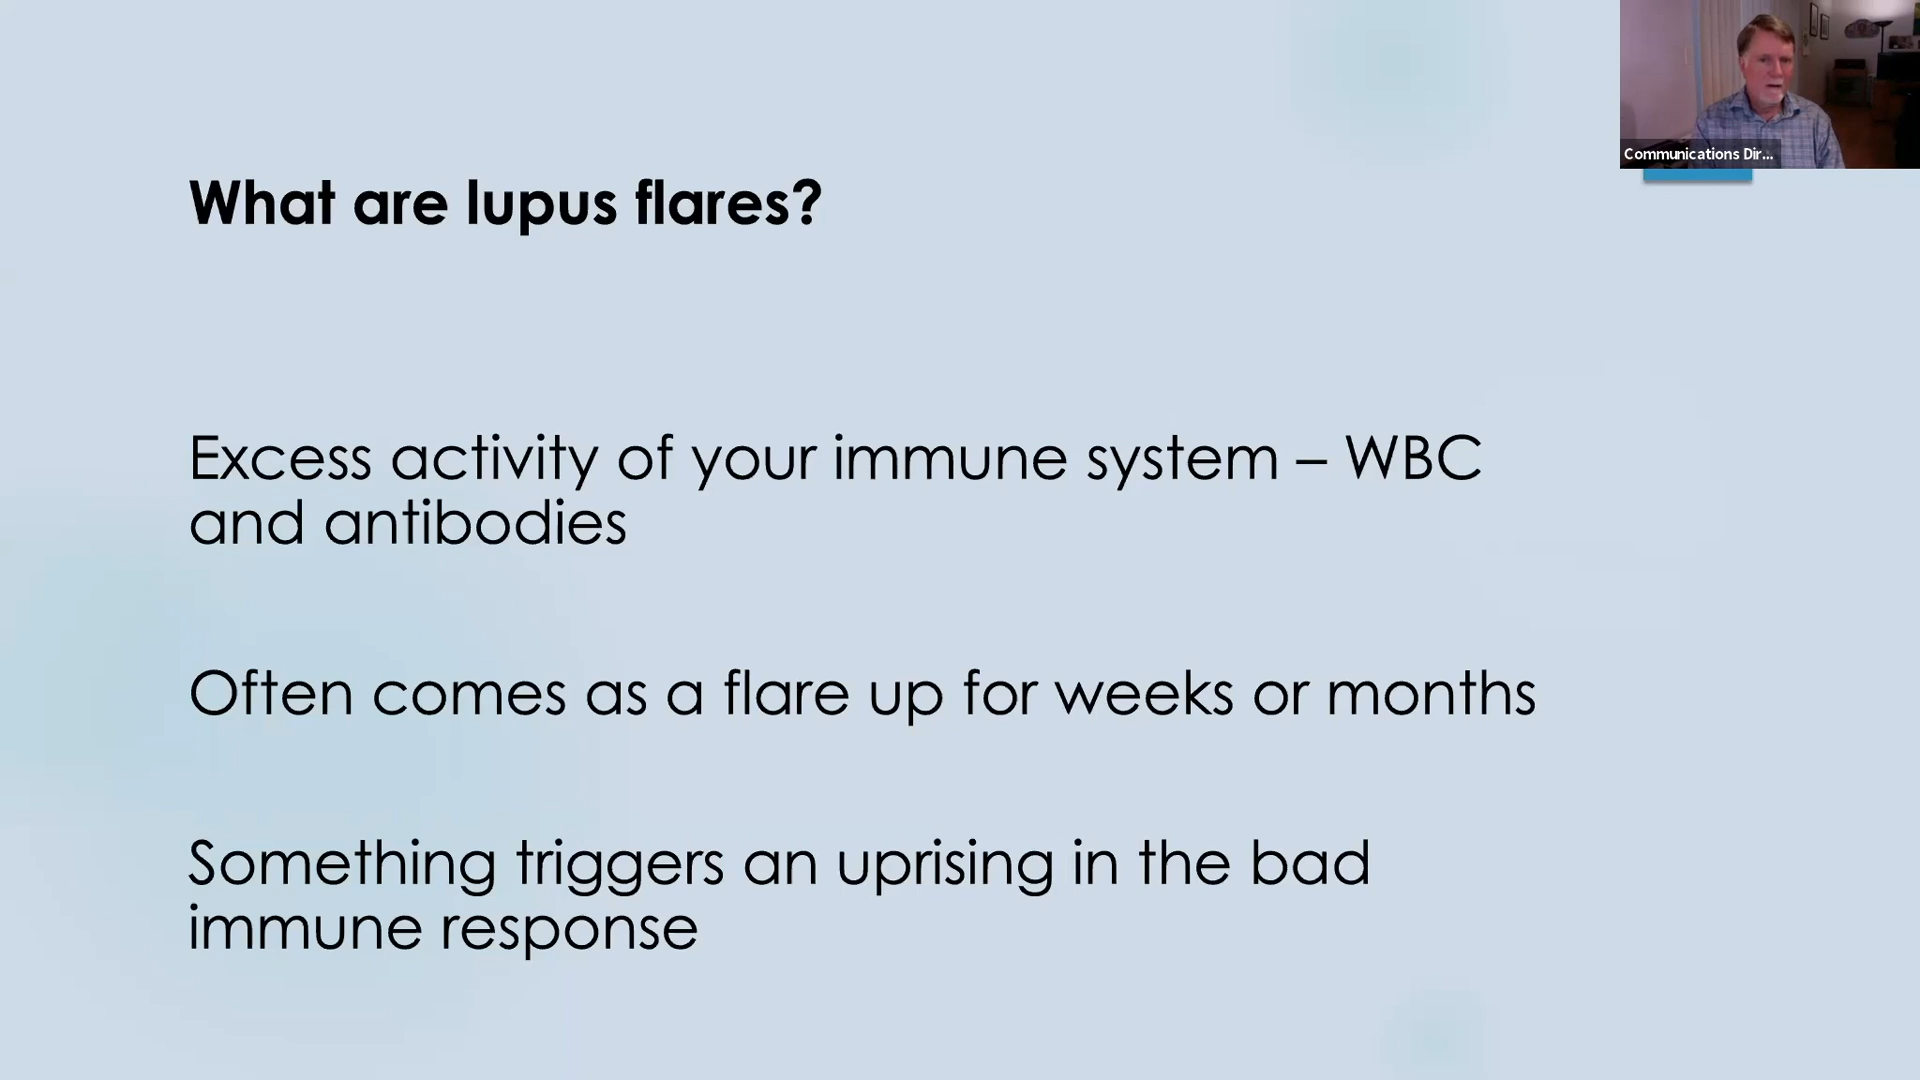 Communications Dir...
What are lupus flares?
Excess activity of your immune system – WBC
and antibodies
Often comes as a flare up for weeks or months
Something triggers an uprising in the bad
immune response